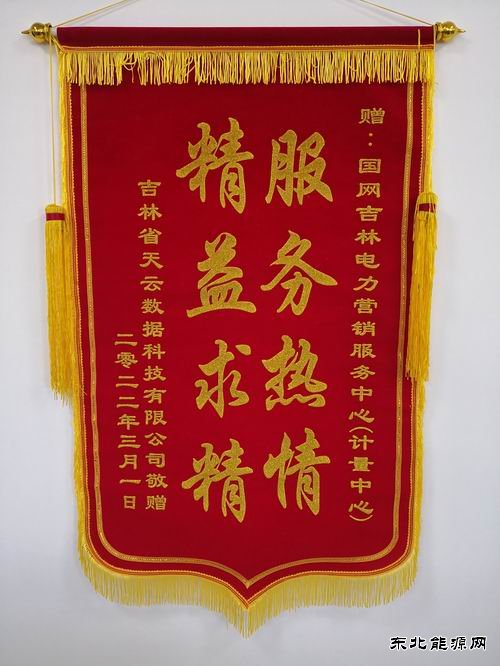 赠：国网吉林电力营销服务中心(计量中心)
服务热情
精益求精
吉林省天云数据科技有限公司敬赠
二零二二年三月一日
东北能源网